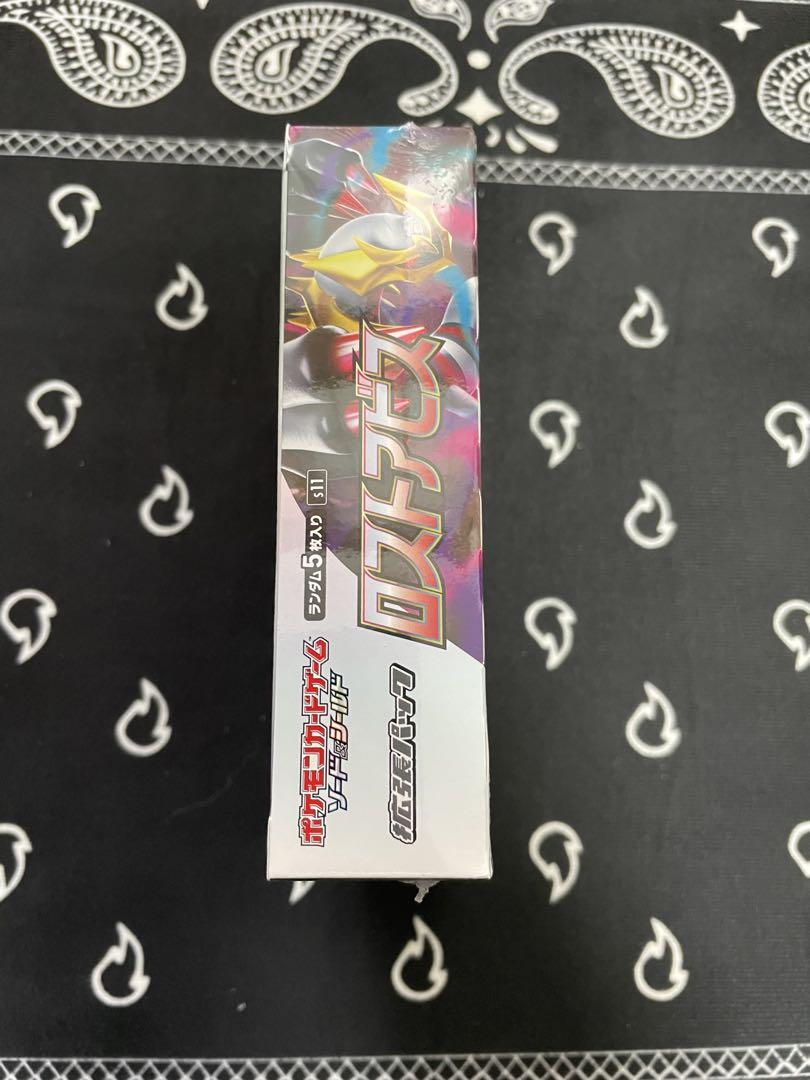 ポケモンカードゲーム
ソード&シールド
ランダム5枚入り
s11
拡張パック
ロストアビス